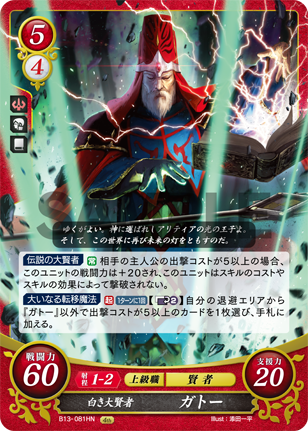 5
4
ゆくがよい。神に選ばれし アリティアの光の王子よ。
そして、この世界に再び未来の灯をともすのだ。
伝説の大賢者 常 相手の主人公の出撃コストが5以上の場合、
このユニットの戦闘力は+20され、このユニットはスキルのコストや
スキルの効果によって撃破されない。
大いなる転移魔法 起 1ターンに1回 2 自分の退避エリアから
『ガトー』以外で出撃コストが5以上のカードを1枚選び、手札に
加える。
戦闘力
60
射程 1-2
上級職
賢者
支援力
20
白き大賢者 ガトー
B13-081HN
Illust:車田一平